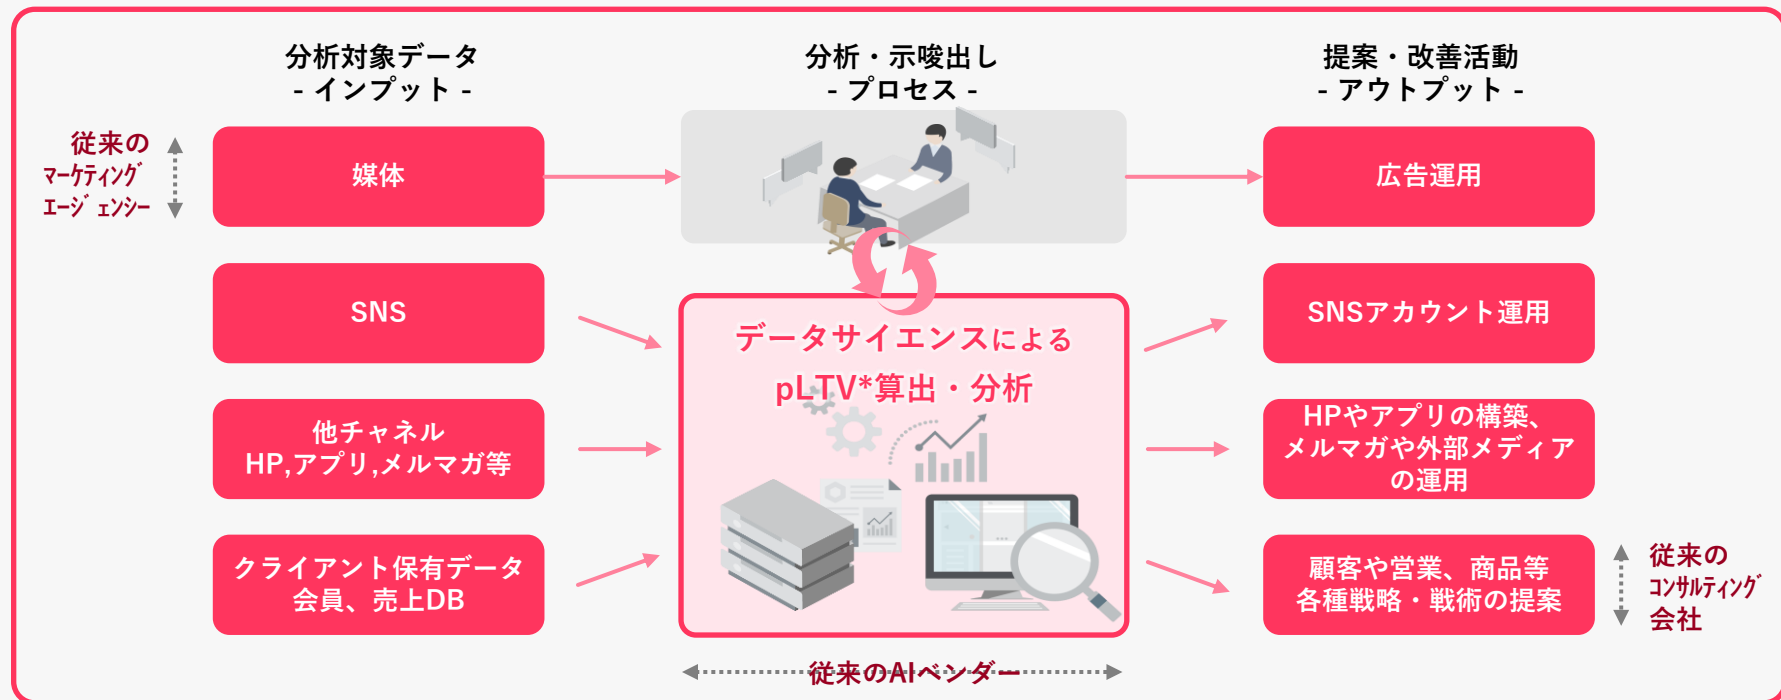 分析対象データ
- インプット -
分析・示唆出し
- プロセス -
提案・改善活動
- アウトプット -
従来の
ﾏｰｹﾃｨﾝｸﾞ
ｴｰｼﾞｪﾝｼｰ
媒体
広告運用
SNS
データサイエンスによる
pLTV*算出・分析
SNSアカウント運用
他チャネル
HP,アプリ,メルマガ等
HPやアプリの構築、
メルマガや外部メディア
の運用
クライアント保有データ
会員、売上DB
顧客や営業、商品等
各種戦略・戦術の提案
従来の
ｺﾝｻﾙﾃｨﾝｸﾞ
会社
従来のAIベンダー